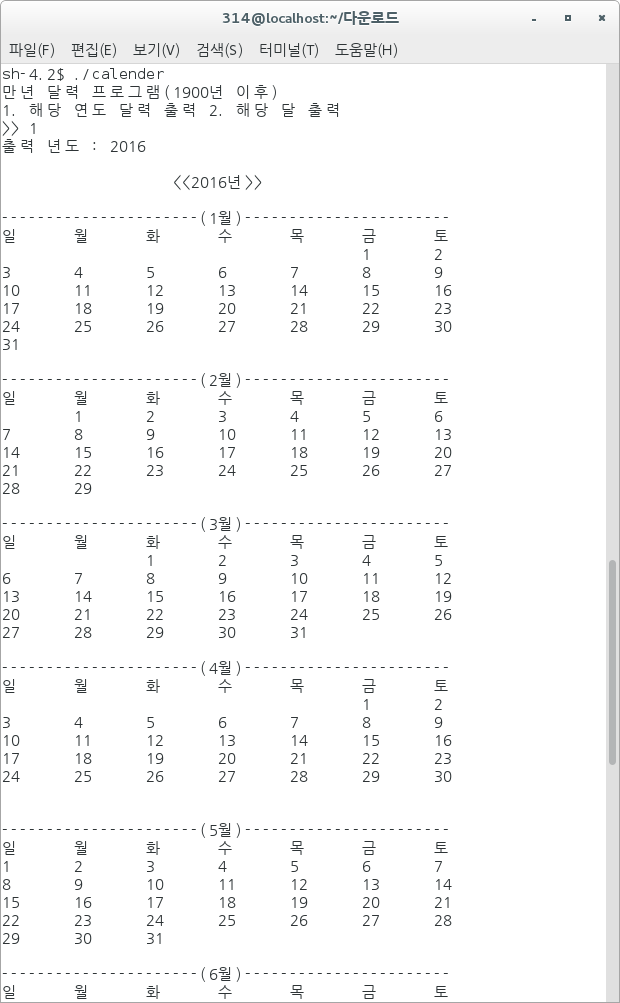 314@localhost:~/다운로드
파일(F) 편집(E) 보기(V) 검색(S) 터미널(T) 도움말(H)
sh-4.2$ ./calender
만년 달력 프로그램(1900년 이후)
1. 해당 연도 달력 출력 2. 해당 달 출력
>> 1
출력 년도 : 2016
<<2016년>>
----------------------(1월)-----------------------
일 월 화 수 목 금 토
1 2
3 4 5 6 7 8 9
10 11 12 13 14 15 16
17 18 19 20 21 22 23
24 25 26 27 28 29 30
31
----------------------(2월)-----------------------
일 월 화 수 목 금 토
1 2 3 4 5 6
7 8 9 10 11 12 13
14 15 16 17 18 19 20
21 22 23 24 25 26 27
28 29
----------------------(3월)-----------------------
일 월 화 수 목 금 토
1 2 3 4 5
6 7 8 9 10 11 12
13 14 15 16 17 18 19
20 21 22 23 24 25 26
27 28 29 30 31
----------------------(4월)-----------------------
일 월 화 수 목 금 토
1 2
3 4 5 6 7 8 9
10 11 12 13 14 15 16
17 18 19 20 21 22 23
24 25 26 27 28 29 30
----------------------(5월)-----------------------
일 월 화 수 목 금 토
1 2 3 4 5 6 7
8 9 10 11 12 13 14
15 16 17 18 19 20 21
22 23 24 25 26 27 28
29 30 31
----------------------(6월)-----------------------
일 월 화 수 목 금 토